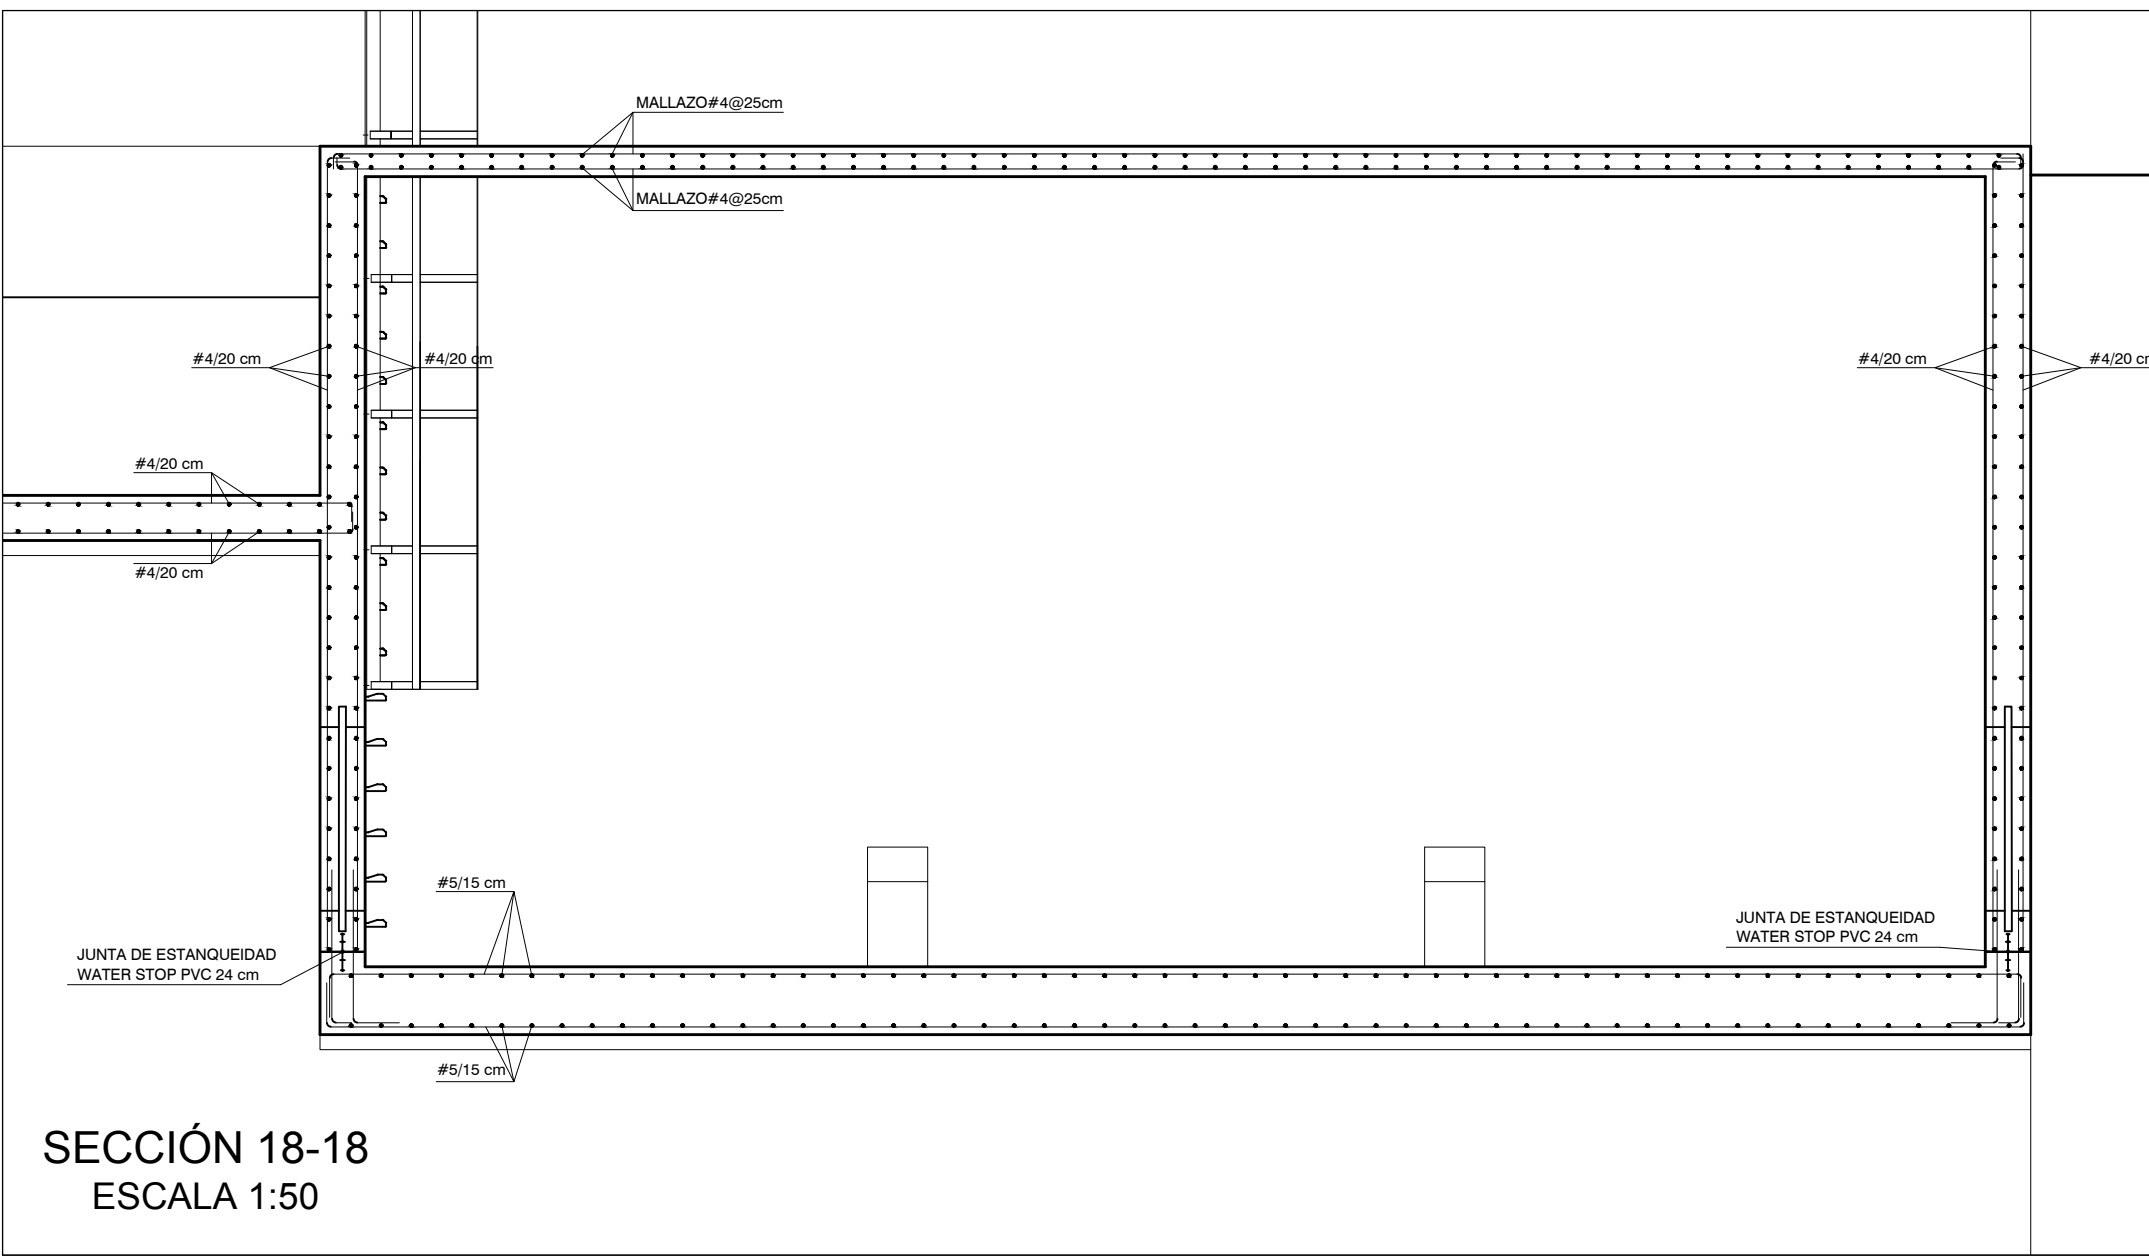 MALLAZO#4@25cm
MALLAZO#4@25cm
#4/20 cm
#4/20 cm
#4/20 cm
#4/20 c
#4/20 cm
#4/20 cm
#5/15 cm
JUNTA DE ESTANQUEIDAD
WATER STOP PVC 24 cm
JUNTA DE ESTANQUEIDAD
WATER STOP PVC 24 cm
#5/15 cm
SECCIÓN 18-18
ESCALA 1:50